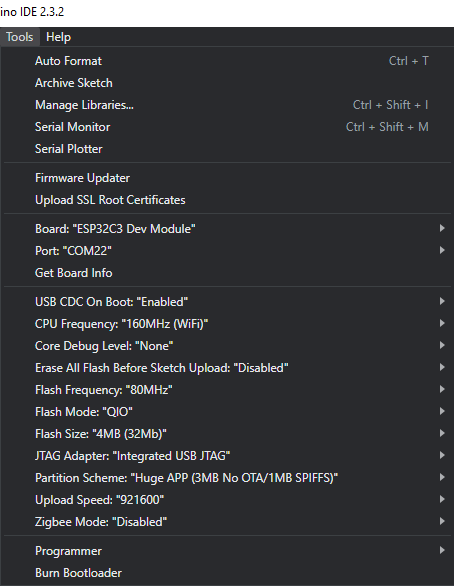 ino IDE 2.3.2
Tools Help
Auto Format Ctrl + T
Archive Sketch
Manage Libraries... Ctrl + Shift + I
Serial Monitor Ctrl + Shift + M
Serial Plotter
Firmware Updater
Upload SSL Root Certificates
Board: "ESP32C3 Dev Module"
Port: "COM22"
Get Board Info
USB CDC On Boot: "Enabled"
CPU Frequency: "160MHz (WiFi)"
Core Debug Level: "None"
Erase All Flash Before Sketch Upload: "Disabled"
Flash Frequency: "80MHz"
Flash Mode: "QIO"
Flash Size: "4MB (32Mb)"
JTAG Adapter: "Integrated USB JTAG"
Partition Scheme: "Huge APP (3MB No OTA/1MB SPIFFS)"
Upload Speed: "921600"
Zigbee Mode: "Disabled"
Programmer
Burn Bootloader